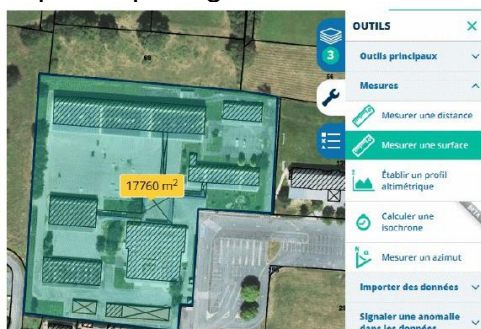 OUTILS
3
Outils principaux
Mesures
Mesurer une distance
Mesurer une surface
17760 m²
Établir un profil
altimétrique
Calculer une
isochrone
Mesurer un azimut
Importer des données
Signaler une anomalie
dans les données